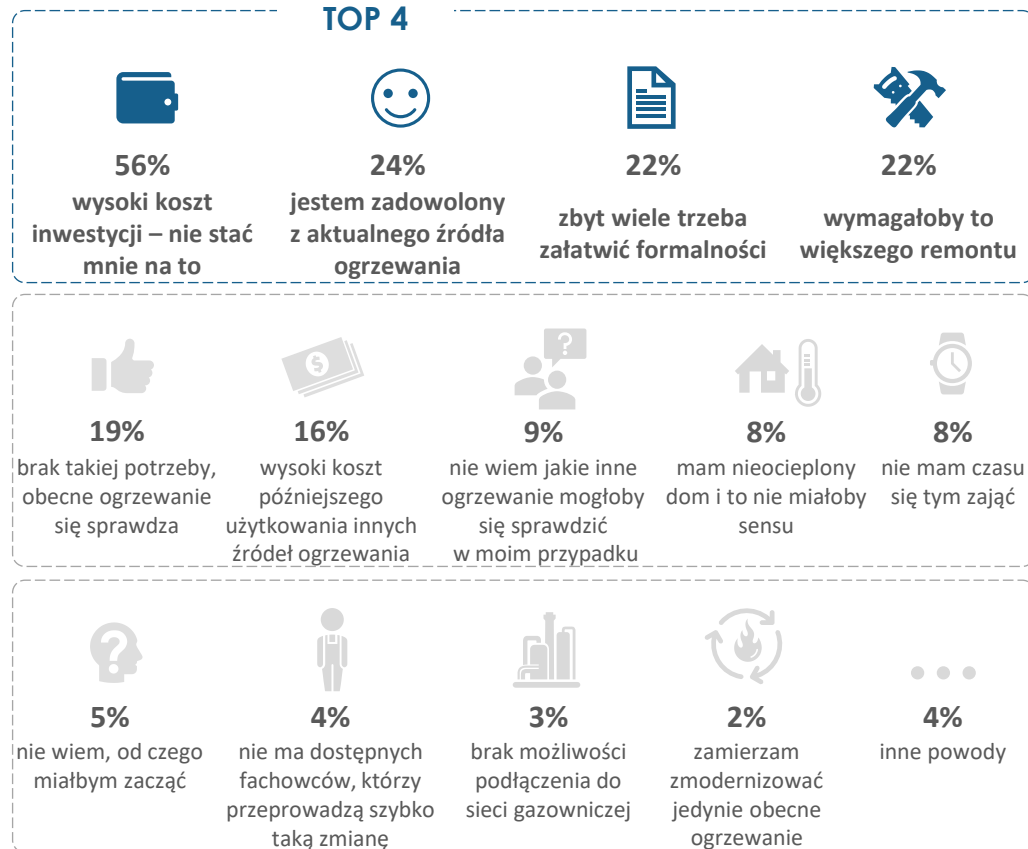 TOP 4
56%
wysoki koszt
inwestycji – nie stać
mnie na to
24%
jestem zadowolony
z aktualnego źródła
ogrzewania
22%
zbyt wiele trzeba
załatwić formalności
22%
wymagałoby to
większego remontu
19%
brak takiej potrzeby,
obecne ogrzewanie
się sprawdza
16%
wysoki koszt
późniejszego
użytkowania innych
źródeł ogrzewania
9%
nie wiem jakie inne
ogrzewanie mogłoby
się sprawdzić
w moim przypadku
8%
mam nieocieplony
dom i to nie miałoby
sensu
8%
nie mam czasu
się tym zająć
5%
nie wiem, od czego
miałbym zacząć
4%
nie ma dostępnych
fachowców, którzy
przeprowadzą szybko
taką zmianę
3%
brak możliwości
podłączenia do
sieci gazowniczej
2%
zamierzam
zmodernizować
jedynie obecne
ogrzewanie
4%
inne powody